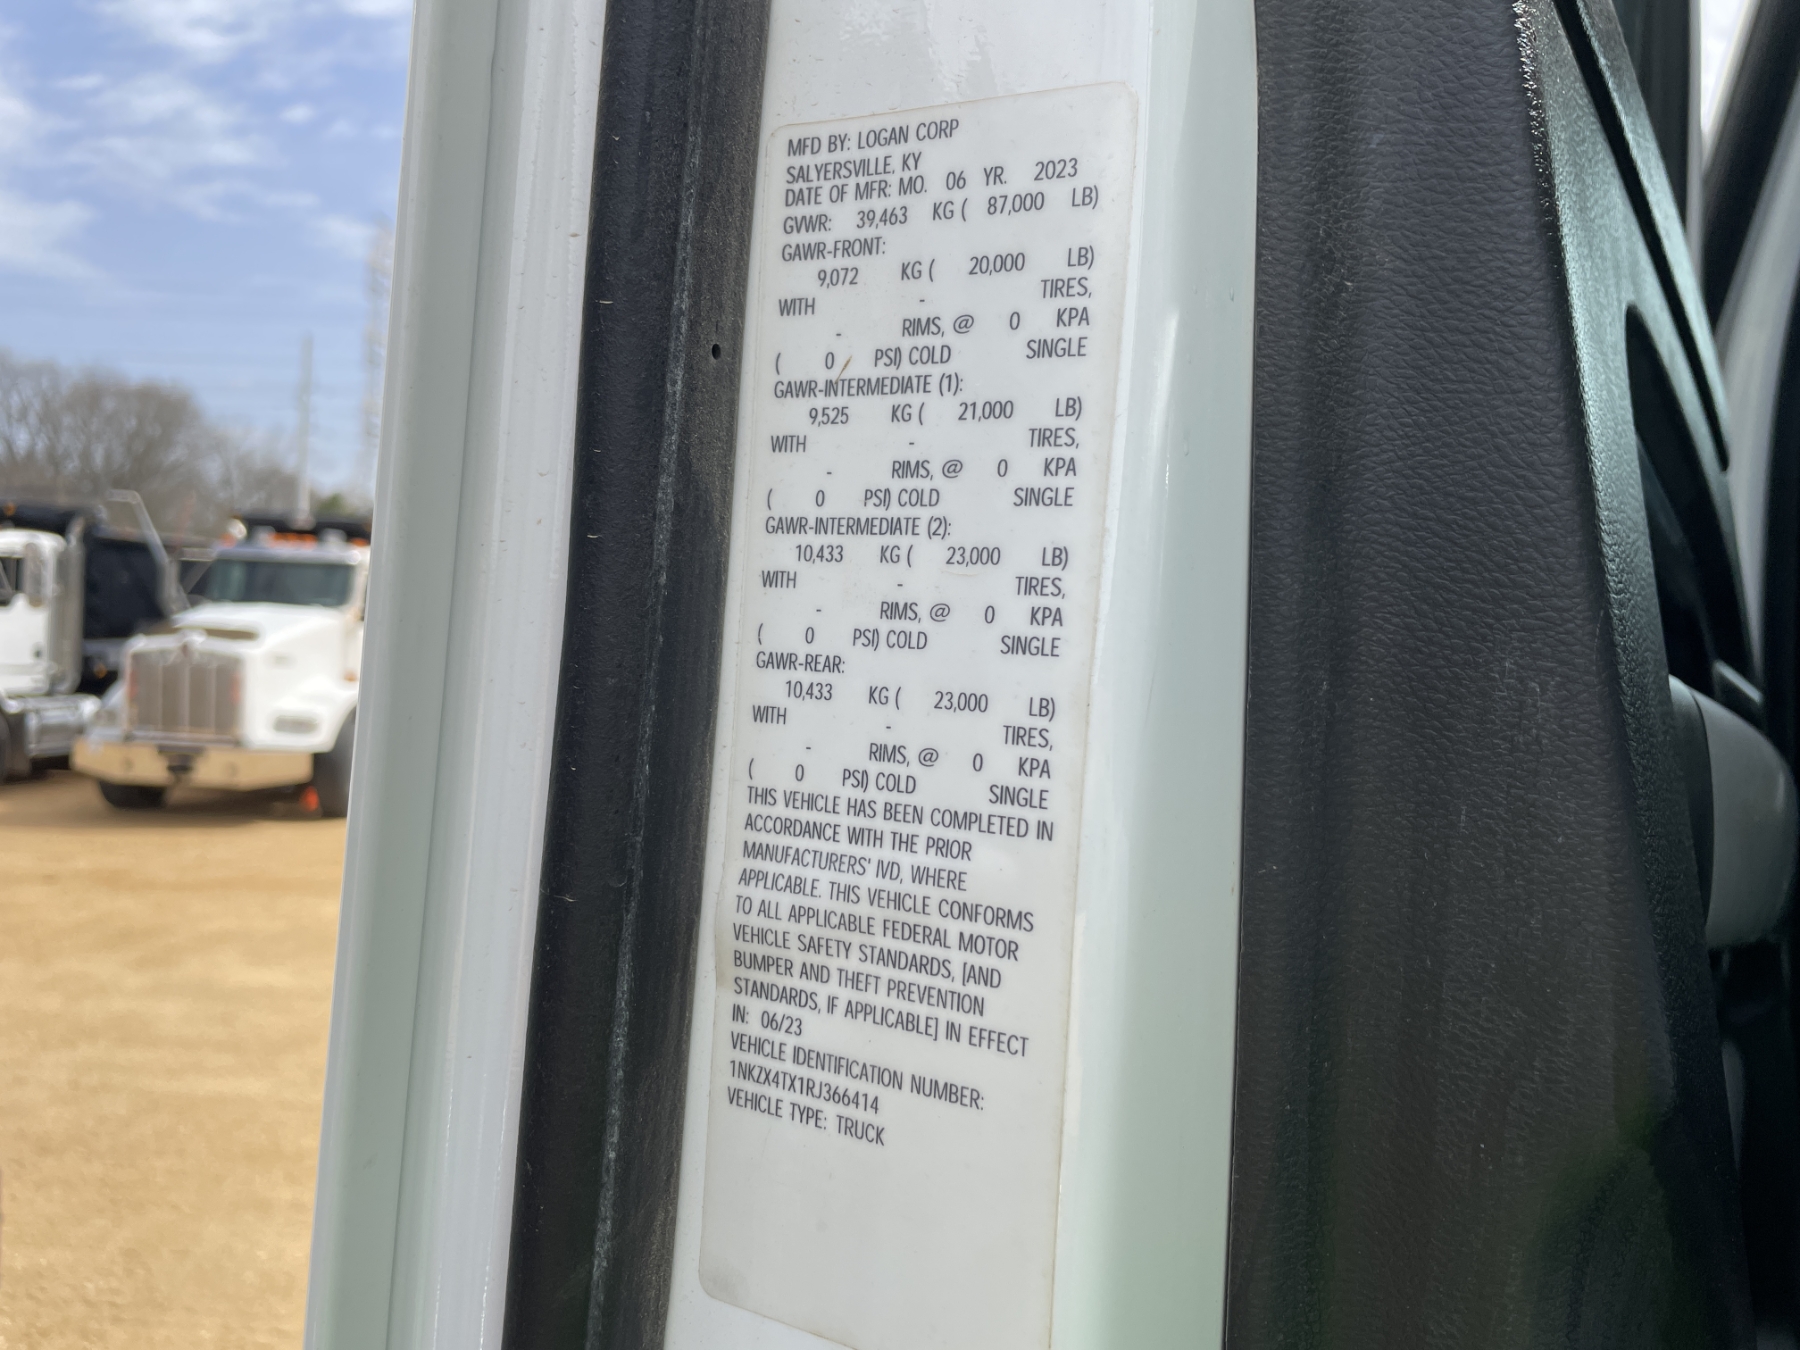 MFD BY: LOGAN CORP
SALYERSVILLE, KY
DATE OF MFR: MO. 06 YR. 2023
GVWR: 39,463 KG ( 87,000 LB)
GAWR-FRONT:
9,072 KG ( 20,000 LB)
WITH - TIRES,
- RIMS, @ 0 KPA
( 0 PSI) COLD SINGLE
GAWR-INTERMEDIATE (1):
9,525 KG ( 21,000 LB)
WITH - TIRES,
- RIMS, @ 0 KPA
( 0 PSI) COLD SINGLE
GAWR-INTERMEDIATE (2):
10,433 KG ( 23,000 LB)
WITH - TIRES,
- RIMS, @ 0 KPA
( 0 PSI) COLD SINGLE
GAWR-REAR:
10,433 KG ( 23,000 LB)
WITH - TIRES,
- RIMS, @ 0 KPA
( 0 PSI) COLD SINGLE
THIS VEHICLE HAS BEEN COMPLETED IN
ACCORDANCE WITH THE PRIOR
MANUFACTURERS' IVD, WHERE
APPLICABLE. THIS VEHICLE CONFORMS
TO ALL APPLICABLE FEDERAL MOTOR
VEHICLE SAFETY STANDARDS, [AND
BUMPER AND THEFT PREVENTION
STANDARDS, IF APPLICABLE] IN EFFECT
IN: 06/23
VEHICLE IDENTIFICATION NUMBER:
1NKZX4TX1RJ366414
VEHICLE TYPE: TRUCK